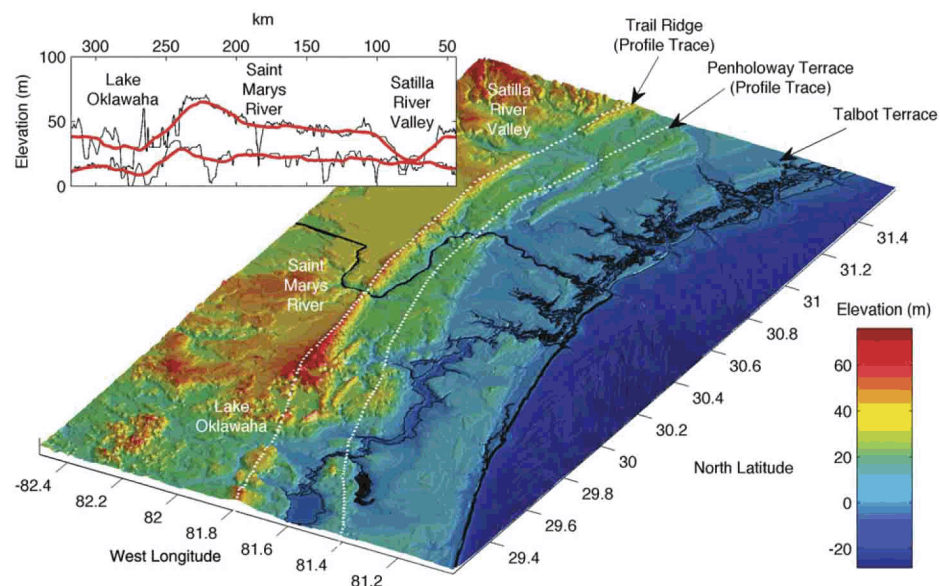 km
300 250 200 150 100 50
100
50
0
Elevation (m)
Lake
Oklawaha
Saint
Marys
River
Satilla
River
Valley
Trail Ridge
(Profile Trace)
Penholoway Terrace
(Profile Trace)
Talbot Terrace
Satilla
River
Valley
Saint
Marys
River
Lake
Oklawaha
31.4
31.2
31
30.8
30.6
30.4
30.2
30
29.8
29.6
29.4
North Latitude
-82.4
82.2
82
81.8
81.6
81.4
81.2
West Longitude
Elevation (m)
60
40
20
0
-20